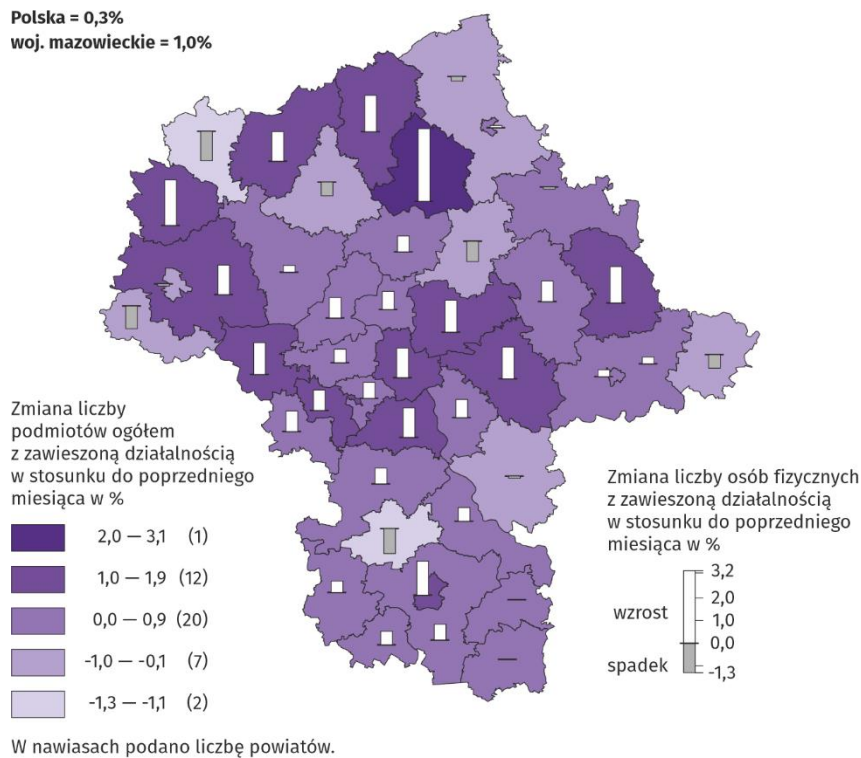 Polska = 0,3%
woj. mazowieckie = 1,0%
Zmiana liczby
podmiotów ogółem
z zawieszoną działalnością
w stosunku do poprzedniego
miesiąca w %
2,0 — 3,1 (1)
1,0 — 1,9 (12)
0,0 — 0,9 (20)
-1,0 — -0,1 (7)
-1,3 — -1,1 (2)
W nawiasach podano liczbę powiatów.
Zmiana liczby osób fizycznych
z zawieszoną działalnością
w stosunku do poprzedniego
miesiąca w %
3,2
2,0
wzrost
1,0
0,0
spadek
-1,3